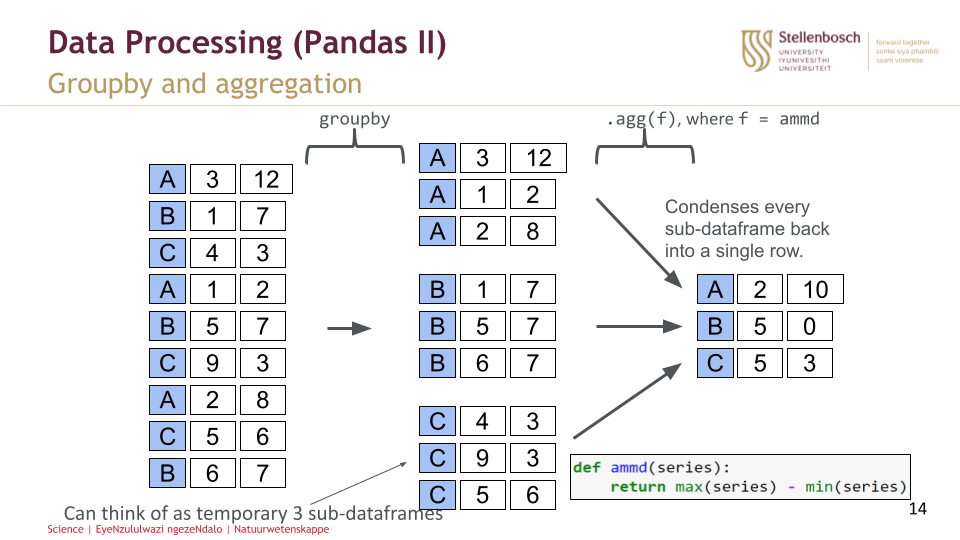 Data Processing (Pandas II)
Groupby and aggregation
Stellenbosch
UNIVERSITY
IYUNIVESITHI
UNIVERSITEIT
forward together
sonke siya phambili
saam vorentoe
groupby
.agg(f), where f = ammd
A 3 12
B 1 7
C 4 3
A 1 2
B 5 7
C 9 3
A 2 8
C 5 6
B 6 7
A 3 12
A 1 2
A 2 8
B 1 7
B 5 7
B 6 7
C 4 3
C 9 3
C 5 6
Condenses every
sub-dataframe back
into a single row.
A 2 10
B 5 0
C 5 3
def ammd(series):
    return max(series) - min(series)
Can think of as temporary 3 sub-dataframes
Science | EyeNzululwazi ngezeNdalo | Natuurwetenskappe
14